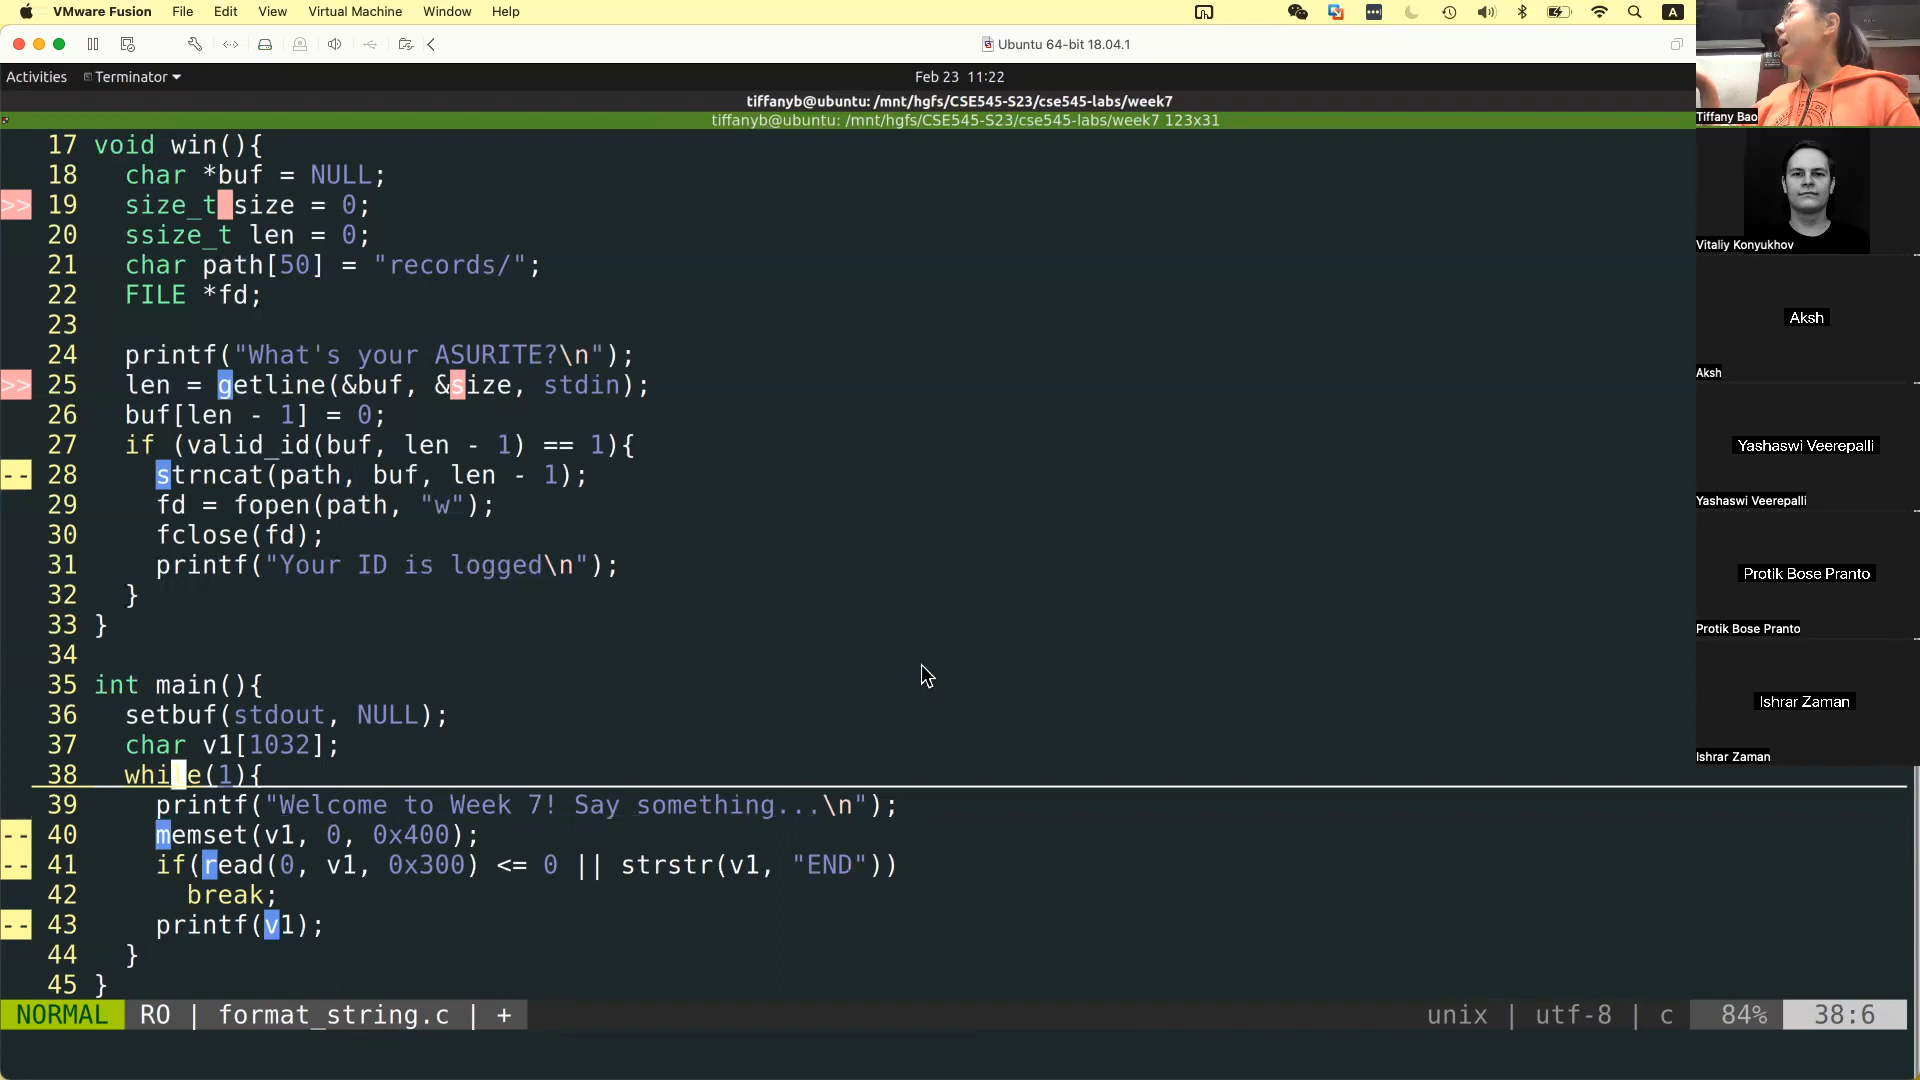 VMware Fusion File Edit View Virtual Machine Window Help A
Ubuntu 64-bit 18.04.1
Activities Terminator Feb 23 11:22
tiffanyb@ubuntu: /mnt/hgfs/CSE545-S23/cse545-labs/week7
tiffanyb@ubuntu: /mnt/hgfs/CSE545-S23/cse545-labs/week7 123x31
17 void win(){
18 char *buf = NULL;
>> 19 size_t size = 0;
20 ssize_t len = 0;
21 char path[50] = "records/";
22 FILE *fd;
23
24 printf("What's your ASURITE?\n");
>> 25 len = getline(&buf, &size, stdin);
26 buf[len - 1] = 0;
27 if (valid_id(buf, len - 1) == 1){
-- 28 strncat(path, buf, len - 1);
29 fd = fopen(path, "w");
30 fclose(fd);
31 printf("Your ID is logged\n");
32 }
33 }
34
35 int main(){
36 setbuf(stdout, NULL);
37 char v1[1032];
38 while(1){
39 printf("Welcome to Week 7! Say something...\n");
-- 40 memset(v1, 0, 0x400);
-- 41 if(read(0, v1, 0x300) <= 0 || strstr(v1, "END"))
42 break;
-- 43 printf(v1);
44 }
45 }
NORMAL RO | format_string.c | + unix | utf-8 | c 84% 38:6
Tiffany Bao
Vitaliy Konyukhov
Aksh
Aksh
Yashaswi Veerepalli
Yashaswi Veerepalli
Protik Bose Pranto
Protik Bose Pranto
Ishrar Zaman
Ishrar Zaman